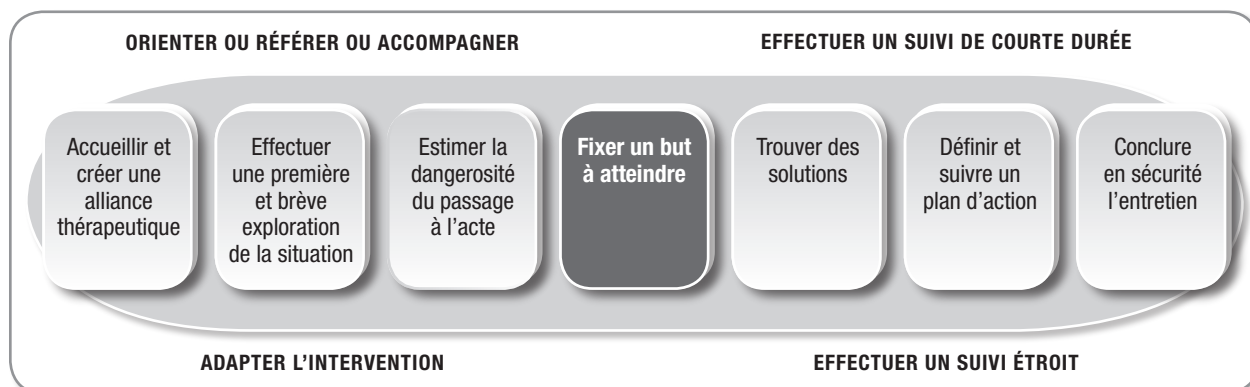 ORIENTER OU RÉFÉRER OU ACCOMPAGNER
EFFECTUER UN SUIVI DE COURTE DURÉE
Accueillir et
créer une
alliance
thérapeutique
Effectuer
une première
et brève
exploration
de la situation
Estimer la
dangerosité
du passage
à l’acte
Fixer un but
à atteindre
Trouver des
solutions
Définir et
suivre un
plan d’action
Conclure
en sécurité
l’entretien
ADAPTER L’INTERVENTION
EFFECTUER UN SUIVI ÉTROIT